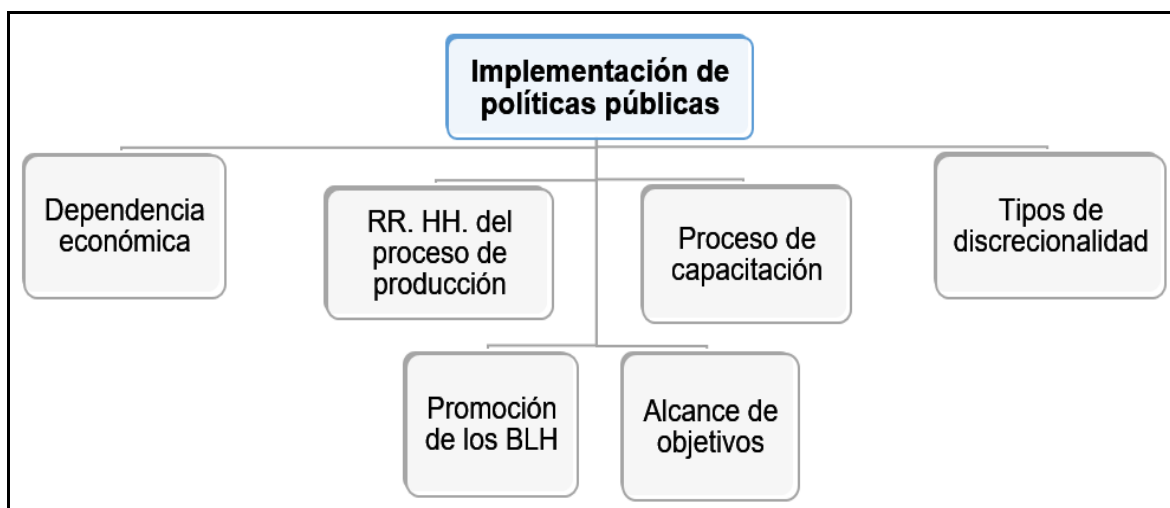 Implementación de
políticas públicas
Dependencia
económica
RR. HH. del
proceso de
producción
Proceso de
capacitación
Tipos de
discrecionalidad
Promoción
de los BLH
Alcance de
objetivos